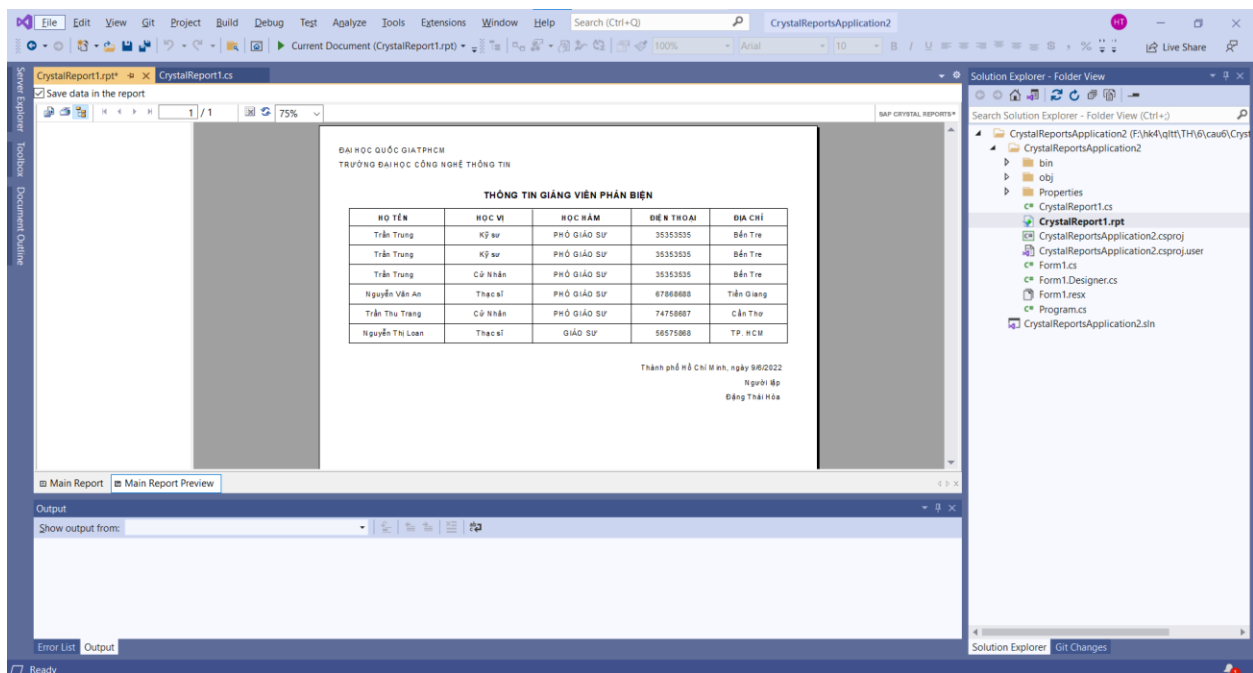 File Edit View Git Project Build Debug Test Analyze Tools Extensions Window Help Search (Ctrl+Q) CrystalReportsApplication2 HT
Current Document (CrystalReport1.rpt) 100% Arial 10 B I U $ , % Live Share
Server Explorer
Toolbox
Document Outline
CrystalReport1.rpt* CrystalReport1.cs
Save data in the report
1 / 1 75% SAP CRYSTAL REPORTS®
ĐẠI HỌC QUỐC GIATPHCM
TRƯỜNG ĐẠI HỌC CÔNG NGHỆ THÔNG TIN
THÔNG TIN GIẢNG VIÊN PHẢN BIỆN
HỌ TÊN HỌC VỊ HỌC HÀM ĐIỆN THOẠI ĐỊA CHỈ
Trần Trung Kỹ sư PHÓ GIÁO SƯ 35353535 Bến Tre
Trần Trung Kỹ sư PHÓ GIÁO SƯ 35353535 Bến Tre
Trần Trung Cử Nhân PHÓ GIÁO SƯ 35353535 Bến Tre
Nguyễn Văn An Thạc sĩ PHÓ GIÁO SƯ 67868688 Tiền Giang
Trần Thu Trang Cử Nhân PHÓ GIÁO SƯ 74758687 Cần Thơ
Nguyễn Thị Loan Thạc sĩ GIÁO SƯ 56575868 TP. HCM
Thành phố Hồ Chí Minh, ngày 9/6/2022
Người lập
Đặng Thái Hòa
Main Report Main Report Preview
Output
Show output from:
Error List Output
Solution Explorer - Folder View
Search Solution Explorer - Folder View (Ctrl+;)
CrystalReportsApplication2 (F:\hk4\qltt\TH\6\cau6\Cryst
CrystalReportsApplication2
bin
obj
Properties
CrystalReport1.cs
CrystalReport1.rpt
CrystalReportsApplication2.csproj
CrystalReportsApplication2.csproj.user
Form1.cs
Form1.Designer.cs
Form1.resx
Program.cs
CrystalReportsApplication2.sln
Solution Explorer Git Changes
Ready